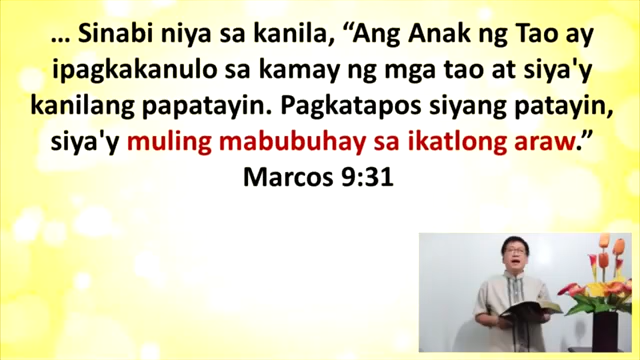 ... Sinabi niya sa kanila, “Ang Anak ng Tao ay
ipagkakanulo sa kamay ng mga tao at siya'y
kanilang papatayin. Pagkatapos siyang patayin,
siya'y muling mabubuhay sa ikatlong araw.”
Marcos 9:31